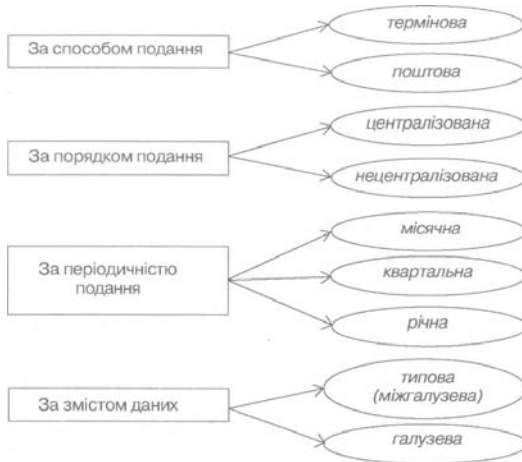 За способом подання
термінова
поштова
За порядком подання
централізована
нецентралізована
За періодичністю
подання
місячна
квартальна
річна
За змістом даних
типова
(міжгалузева)
галузева